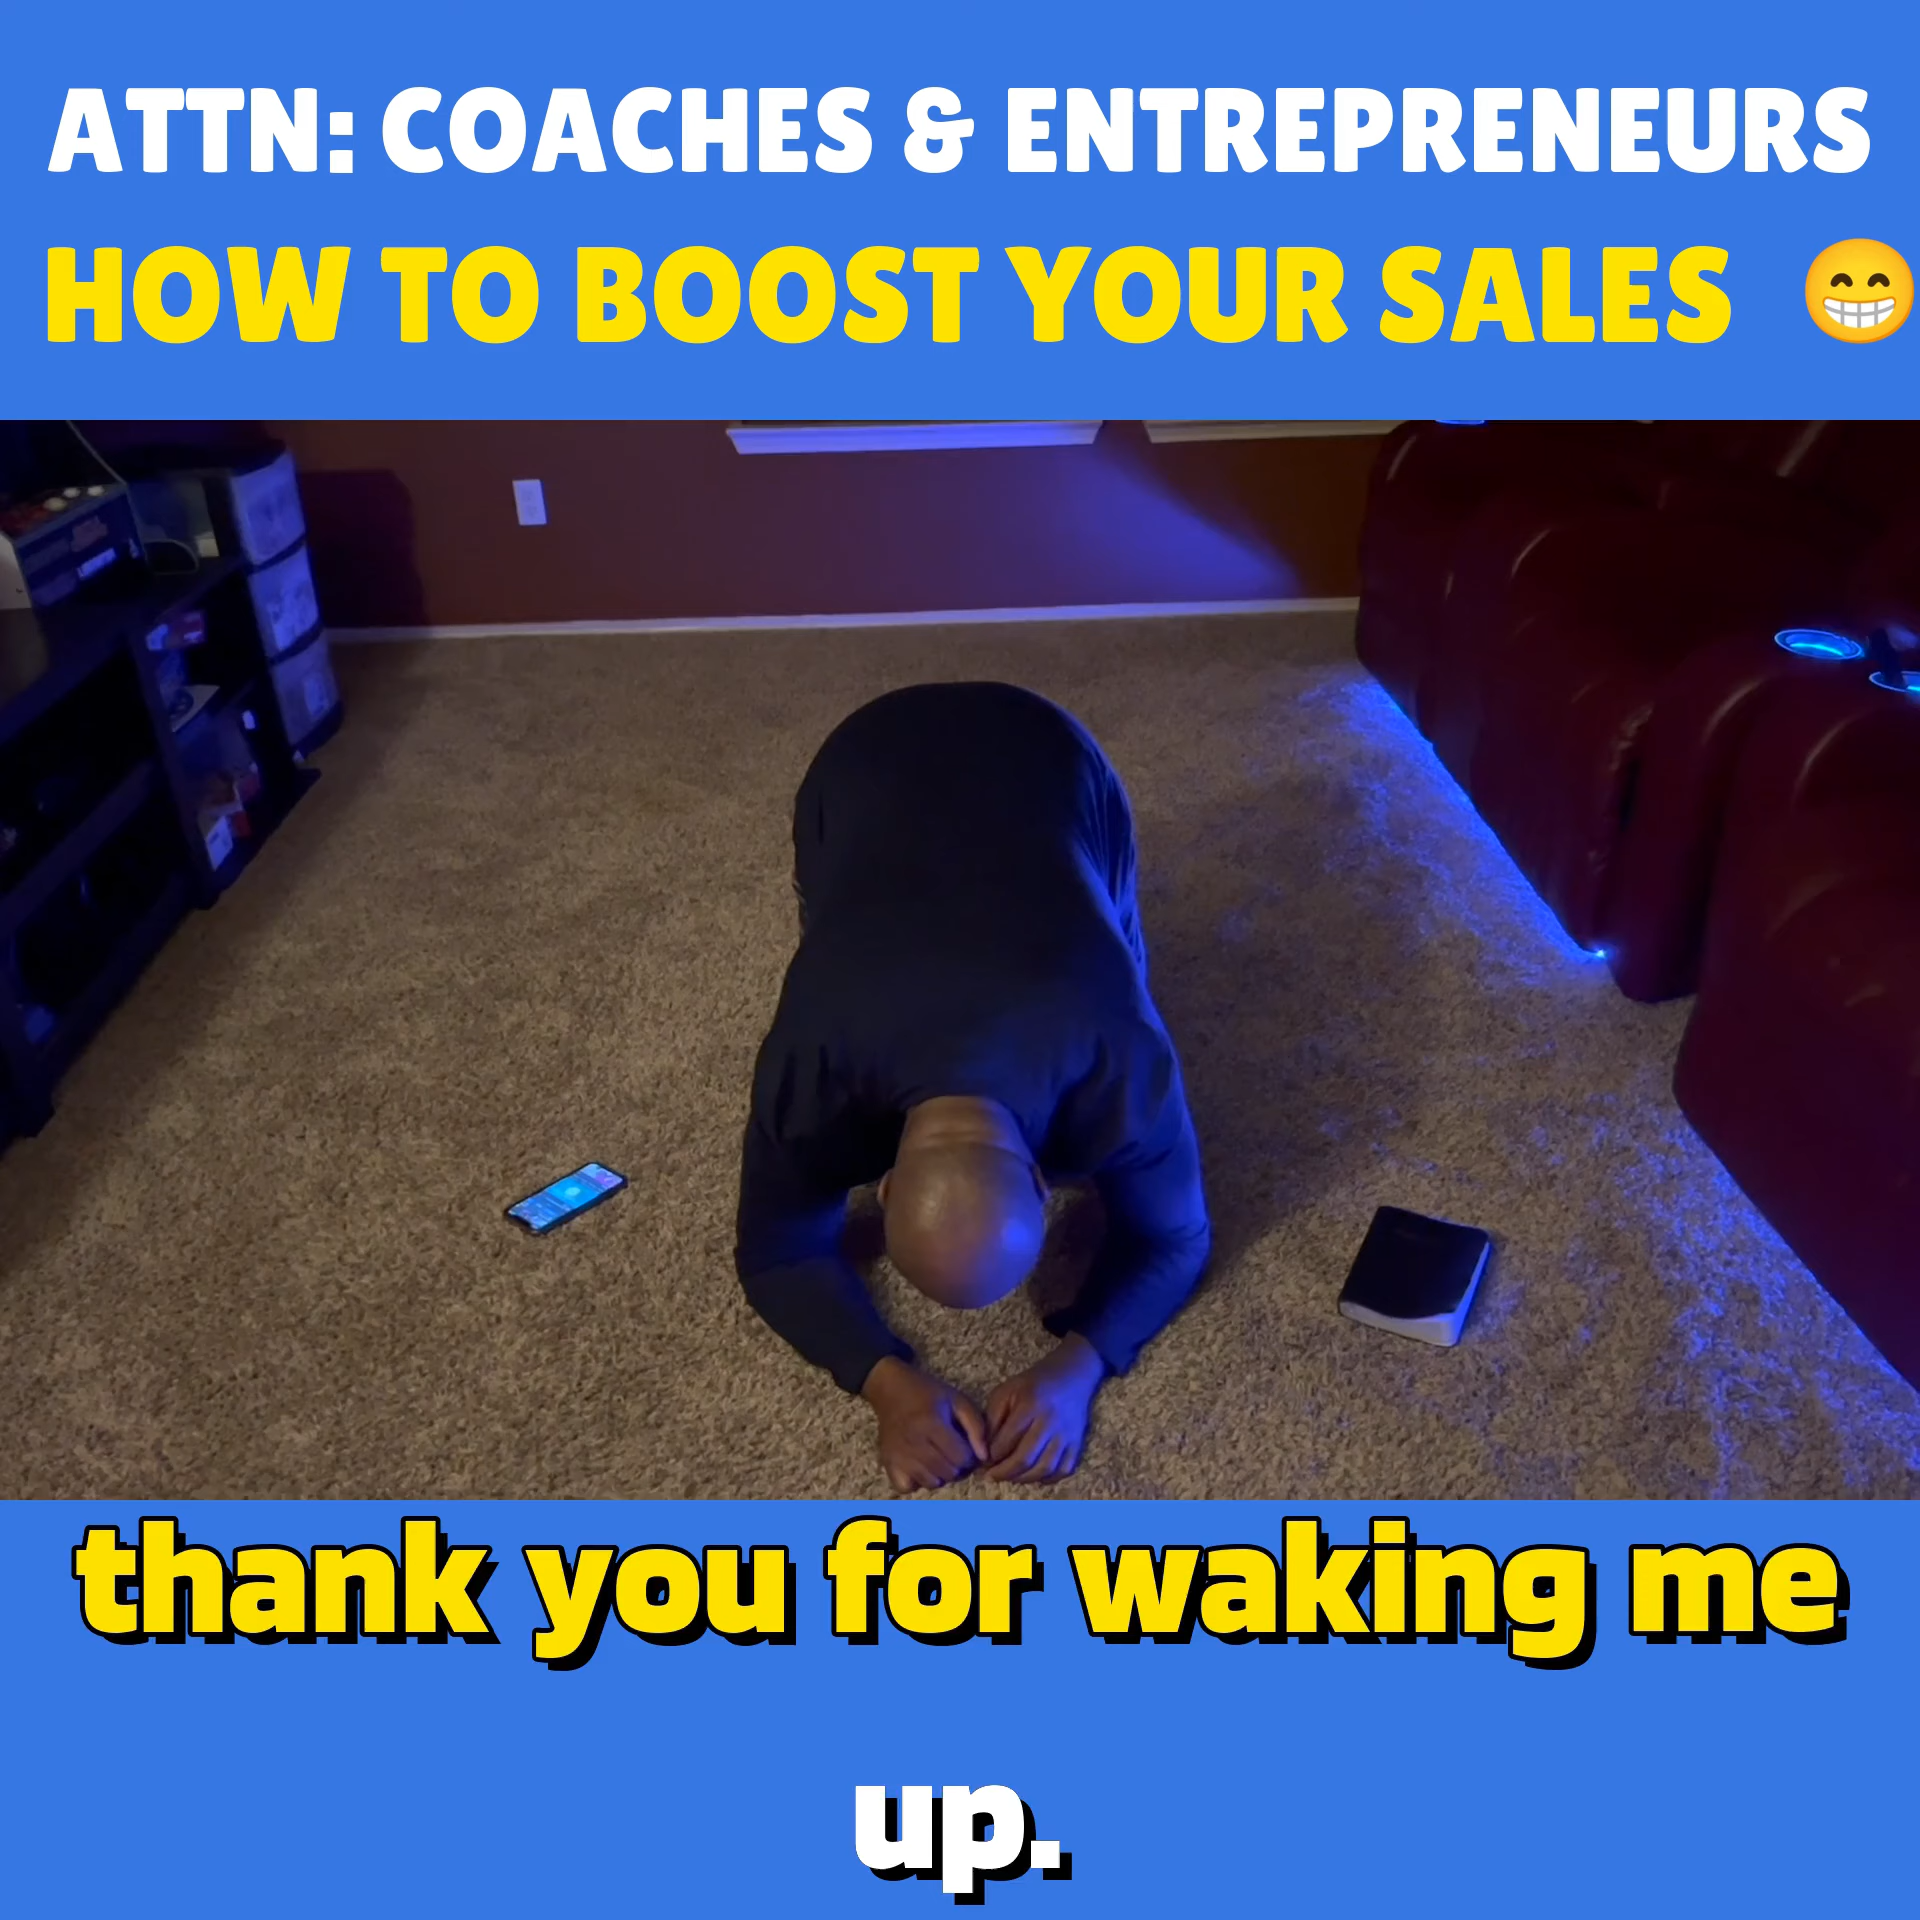 ATTN: COACHES & ENTREPRENEURS
HOW TO BOOST YOUR SALES 😁
thank you for waking me
up.